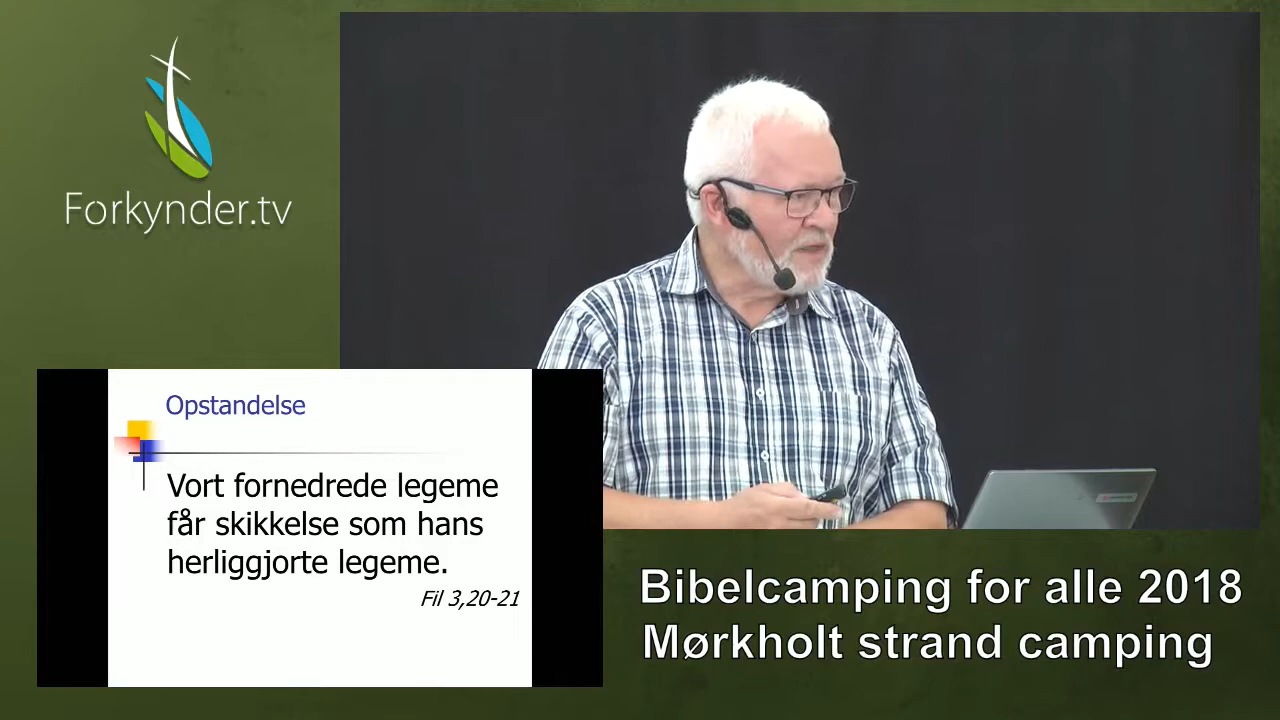 Forkynder.tv
Opstandelse
Vort fornedrede legeme
får skikkelse som hans
herliggjorte legeme.
Fil 3,20-21
Bibelcamping for alle 2018
Mørkholt strand camping